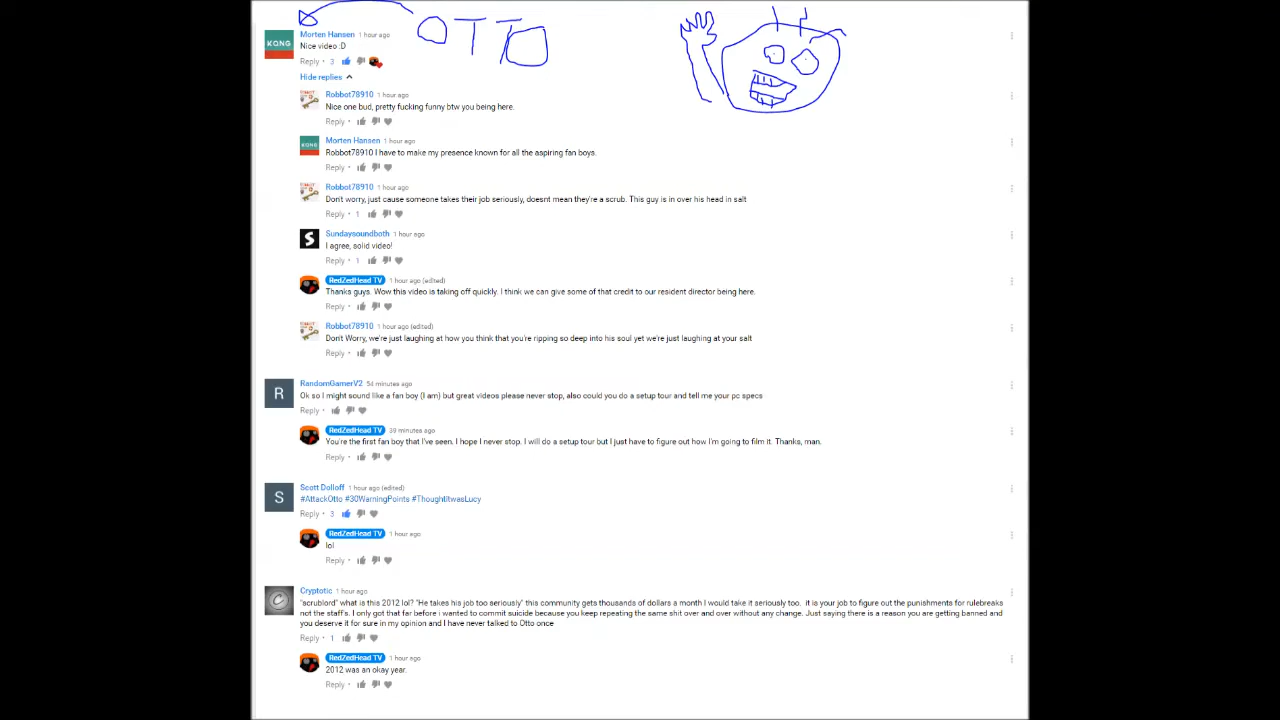 OTTO
KANG
Morten Hansen 1 hour ago
Nice video :D
Reply • 3
Hide replies
Robbot78910 1 hour ago
Nice one bud, pretty fucking funny btw you being here.
Reply •
KANG
Morten Hansen 1 hour ago
Robbot78910 I have to make my presence known for all the aspiring fan boys.
Reply •
Robbot78910 1 hour ago
Don't worry, just cause someone takes their job seriously, doesnt mean they're a scrub. This guy is in over his head in salt
Reply • 1
S
Sundaysoundboth 1 hour ago
I agree, solid video!
Reply • 1
RedZedHead TV 1 hour ago (edited)
Thanks guys. Wow this video is taking off quickly. I think we can give some of that credit to our resident director being here.
Reply •
Robbot78910 1 hour ago (edited)
Don't Worry, we're just laughing at how you think that you're ripping so deep into his soul yet we're just laughing at your salt
Reply •
R
RandomGamerV2 54 minutes ago
Ok so I might sound like a fan boy (I am) but great videos please never stop, also could you do a setup tour and tell me your pc specs
Reply •
RedZedHead TV 39 minutes ago
You're the first fan boy that I've seen. I hope I never stop. I will do a setup tour but I just have to figure out how I'm going to film it. Thanks, man.
Reply •
S
Scott Dolloff 1 hour ago (edited)
#AttackOtto #30WarningPoints #ThoughtItwasLucy
Reply • 3
RedZedHead TV 1 hour ago
lol
Reply •
C
Cryptotic 1 hour ago
"scrublord" what is this 2012 lol? "He takes his job too seriously" this community gets thousands of dollars a month I would take it seriously too. it is your job to figure out the punishments for rulebreaks
not the staff's. I only got that far before i wanted to commit suicide because you keep repeating the same shit over and over without any change. Just saying there is a reason you are getting banned and
you deserve it for sure in my opinion and I have never talked to Otto once
Reply • 1
RedZedHead TV 1 hour ago
2012 was an okay year.
Reply •